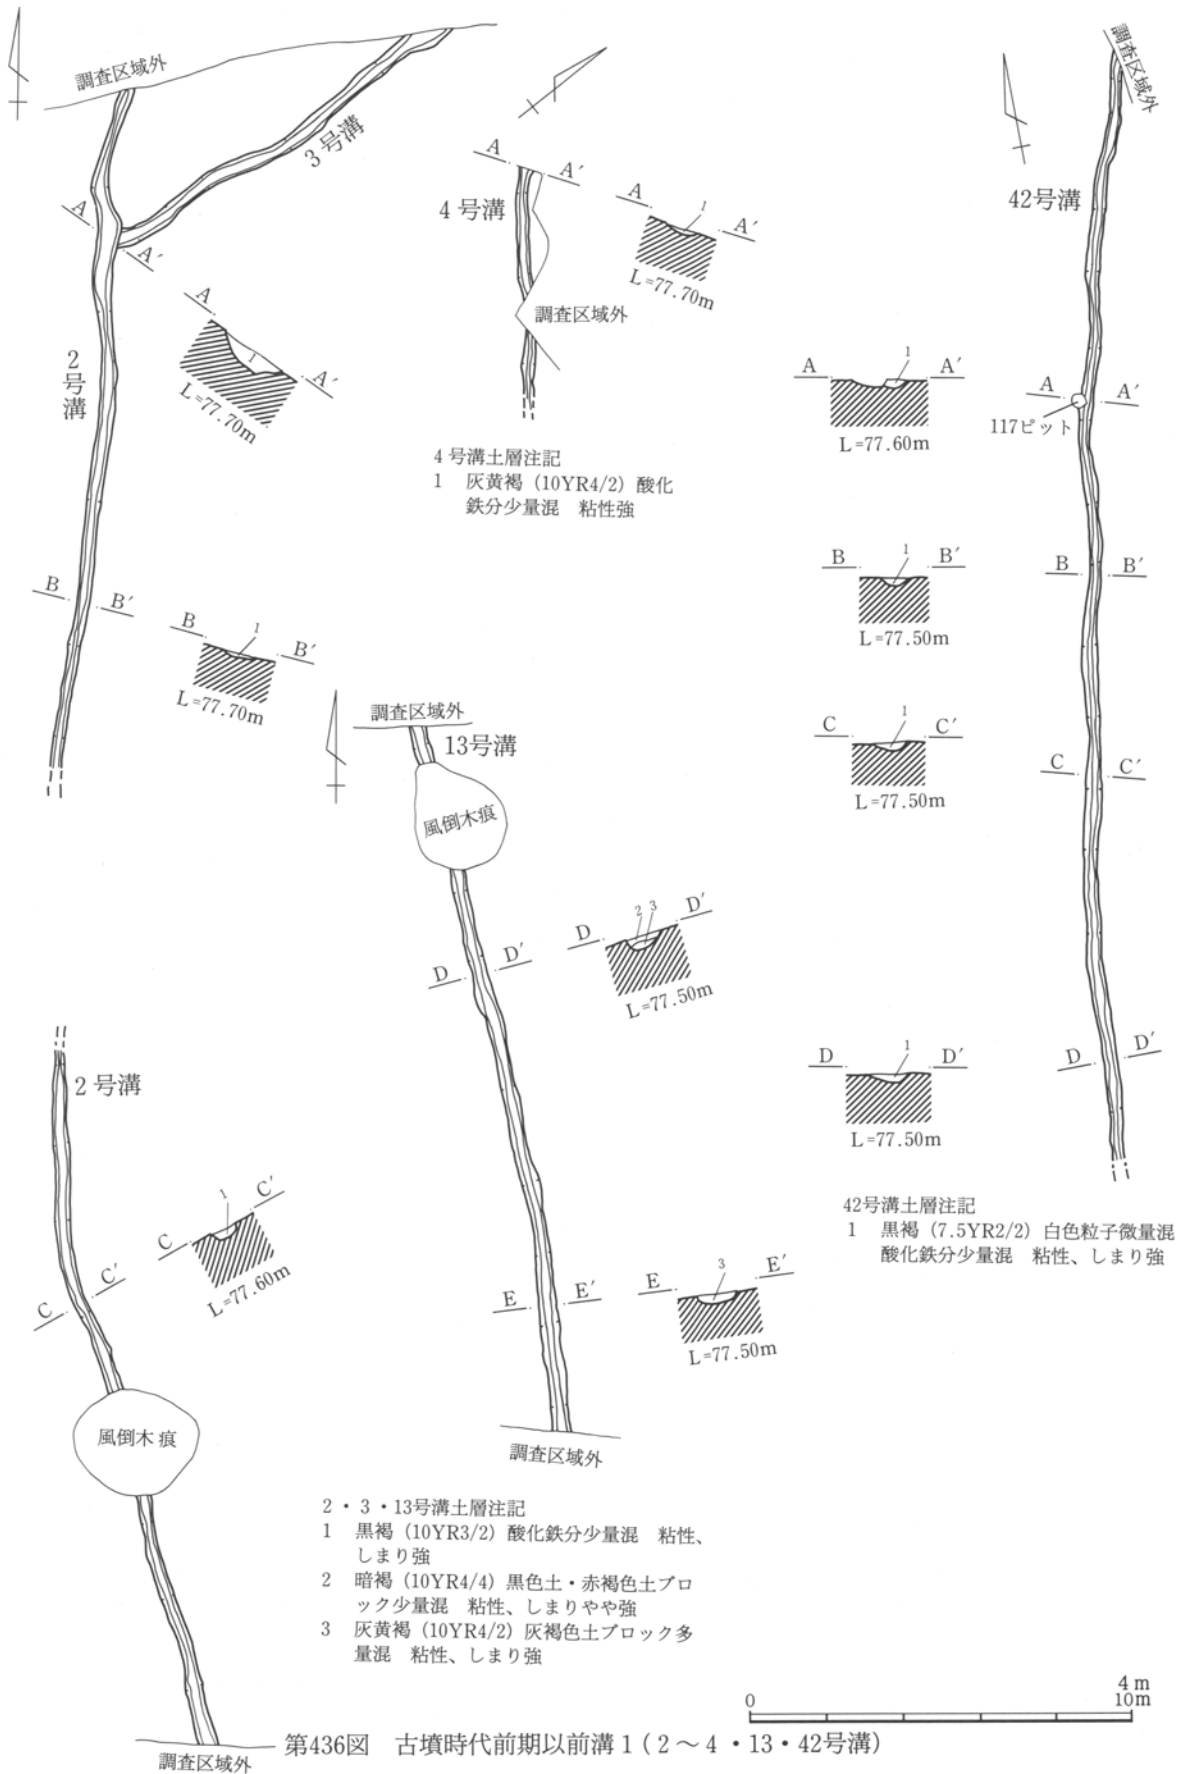 調査区域外
3号溝
A
A′
2号溝
A
A′
1
L=77.70m
B
B′
B
B′
1
L=77.70m
4号溝
A
A′
調査区域外
A
A′
1
L=77.70m
4号溝土層注記
1 灰黄褐（10YR4/2）酸化
鉄分少量混 粘性強
調査区域外
42号溝
A
A′
117ピット
A
A′
1
L=77.60m
B
B′
1
L=77.50m
B
B′
C
C′
1
L=77.50m
C
C′
D
D′
1
L=77.50m
D
D′
42号溝土層注記
1 黒褐（7.5YR2/2）白色粒子微量混
酸化鉄分少量混 粘性、しまり強
調査区域外
13号溝
風倒木痕
D
D′
D
D′
2
3
L=77.50m
E
E′
E
E′
3
L=77.50m
調査区域外
2号溝
C
C′
C
C′
1
L=77.60m
風倒木痕
調査区域外
2・3・13号溝土層注記
1 黒褐（10YR3/2）酸化鉄分少量混 粘性、
しまり強
2 暗褐（10YR4/4）黒色土・赤褐色土ブロ
ック少量混 粘性、しまりやや強
3 灰黄褐（10YR4/2）灰褐色土ブロック多
量混 粘性、しまり強
4m
0
10m
第436図 古墳時代前期以前溝1（2～4・13・42号溝）